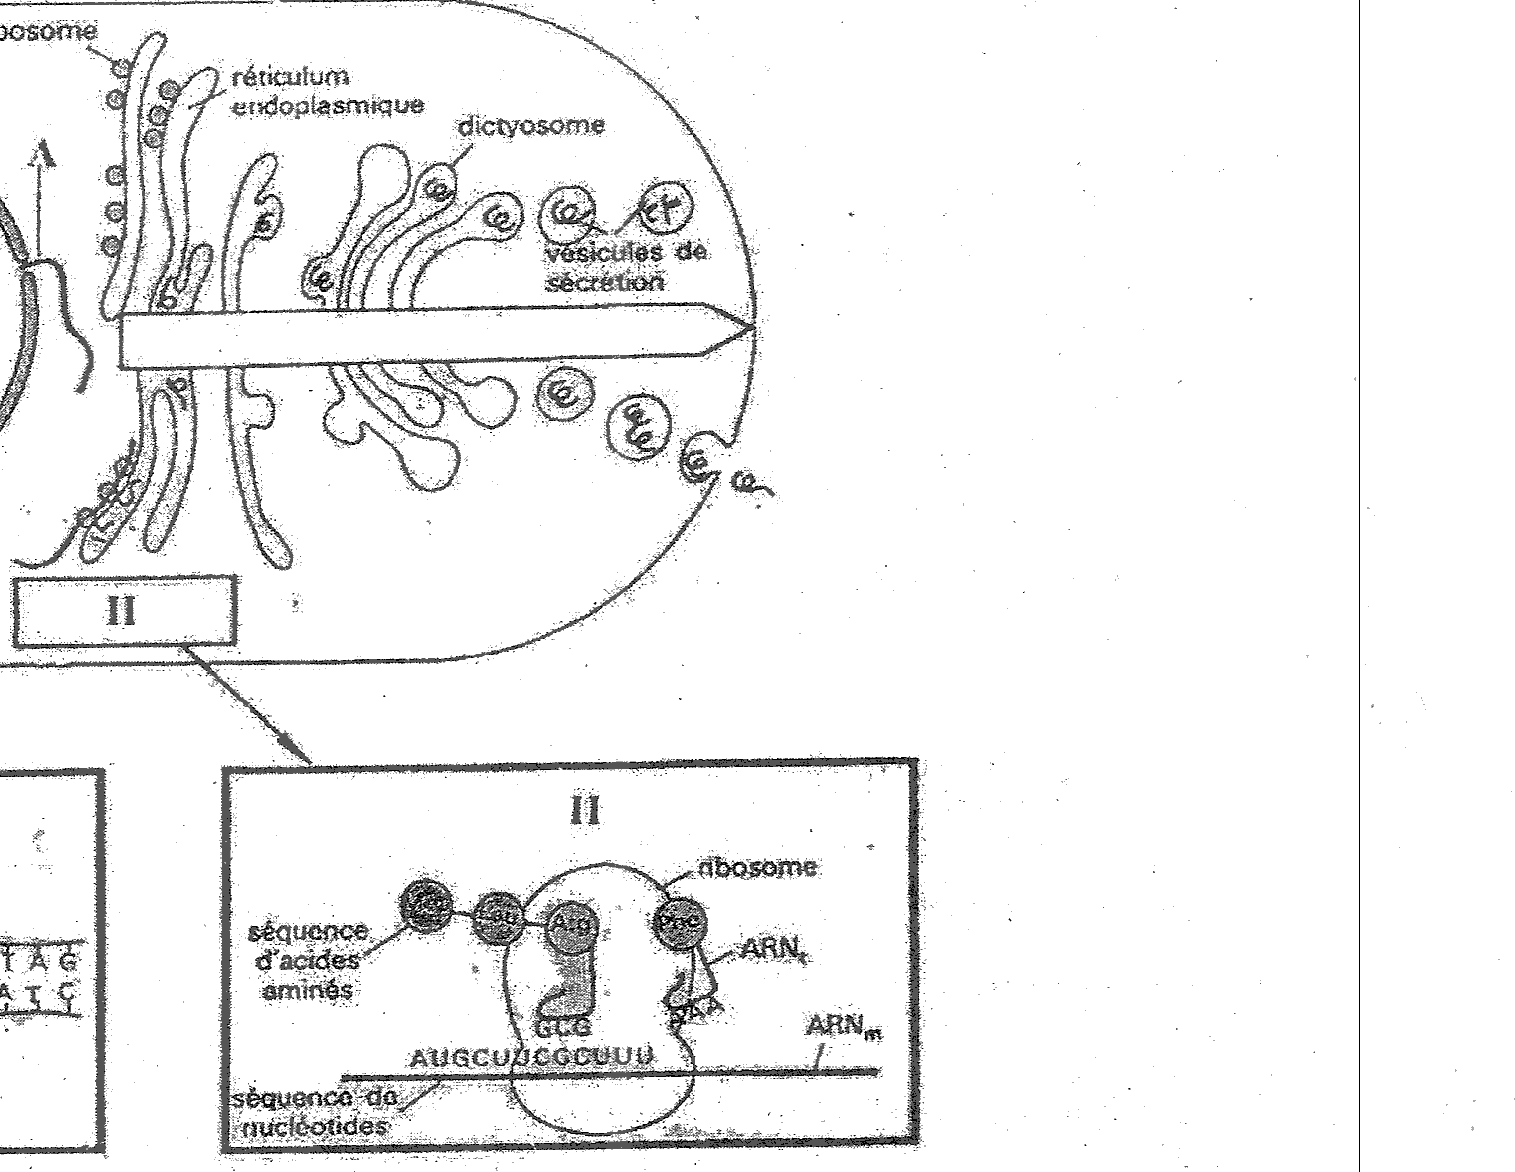 bosome
réticulum
endoplasmique
dictyosome
A
vésicules de
sécrétion
II
II
ribosome
séquence
d'acides
aminés
Leu
Arg
Phe
ARNt
T A G
A T C
GCG
AAA
ARNm
AUGCUUCGCUUU
séquence de
nucléotides